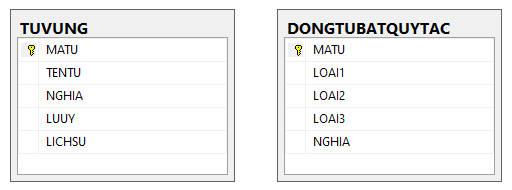 TUVUNG
MATU
TENTU
NGHIA
LUUY
LICHSU
DONGTUBATQUYTAC
MATU
LOAI1
LOAI2
LOAI3
NGHIA